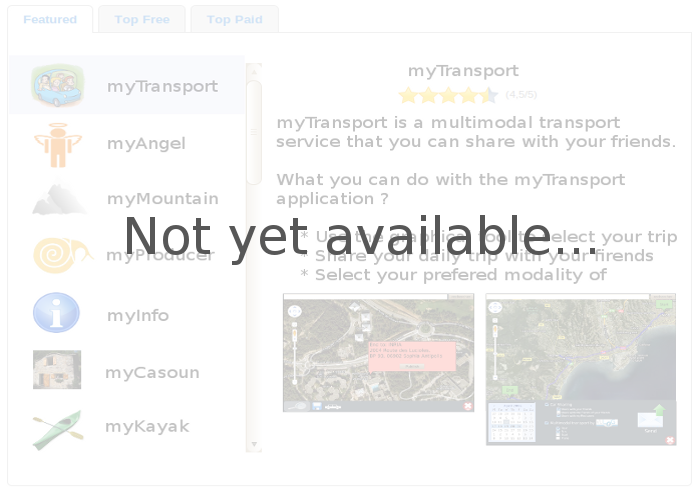 Featured
Top Free
Top Paid
myTransport
myAngel
myMountain
myProducer
myInfo
myCasoun
myKayak
myTransport
(4,5/5)
myTransport is a multimodal transport
service that you can share with your friends.
What you can do with the myTransport
application ?
* Use the graphical tool to select your trip
* Share your daily trip with your firends
* Select your prefered modality of
Not yet available...